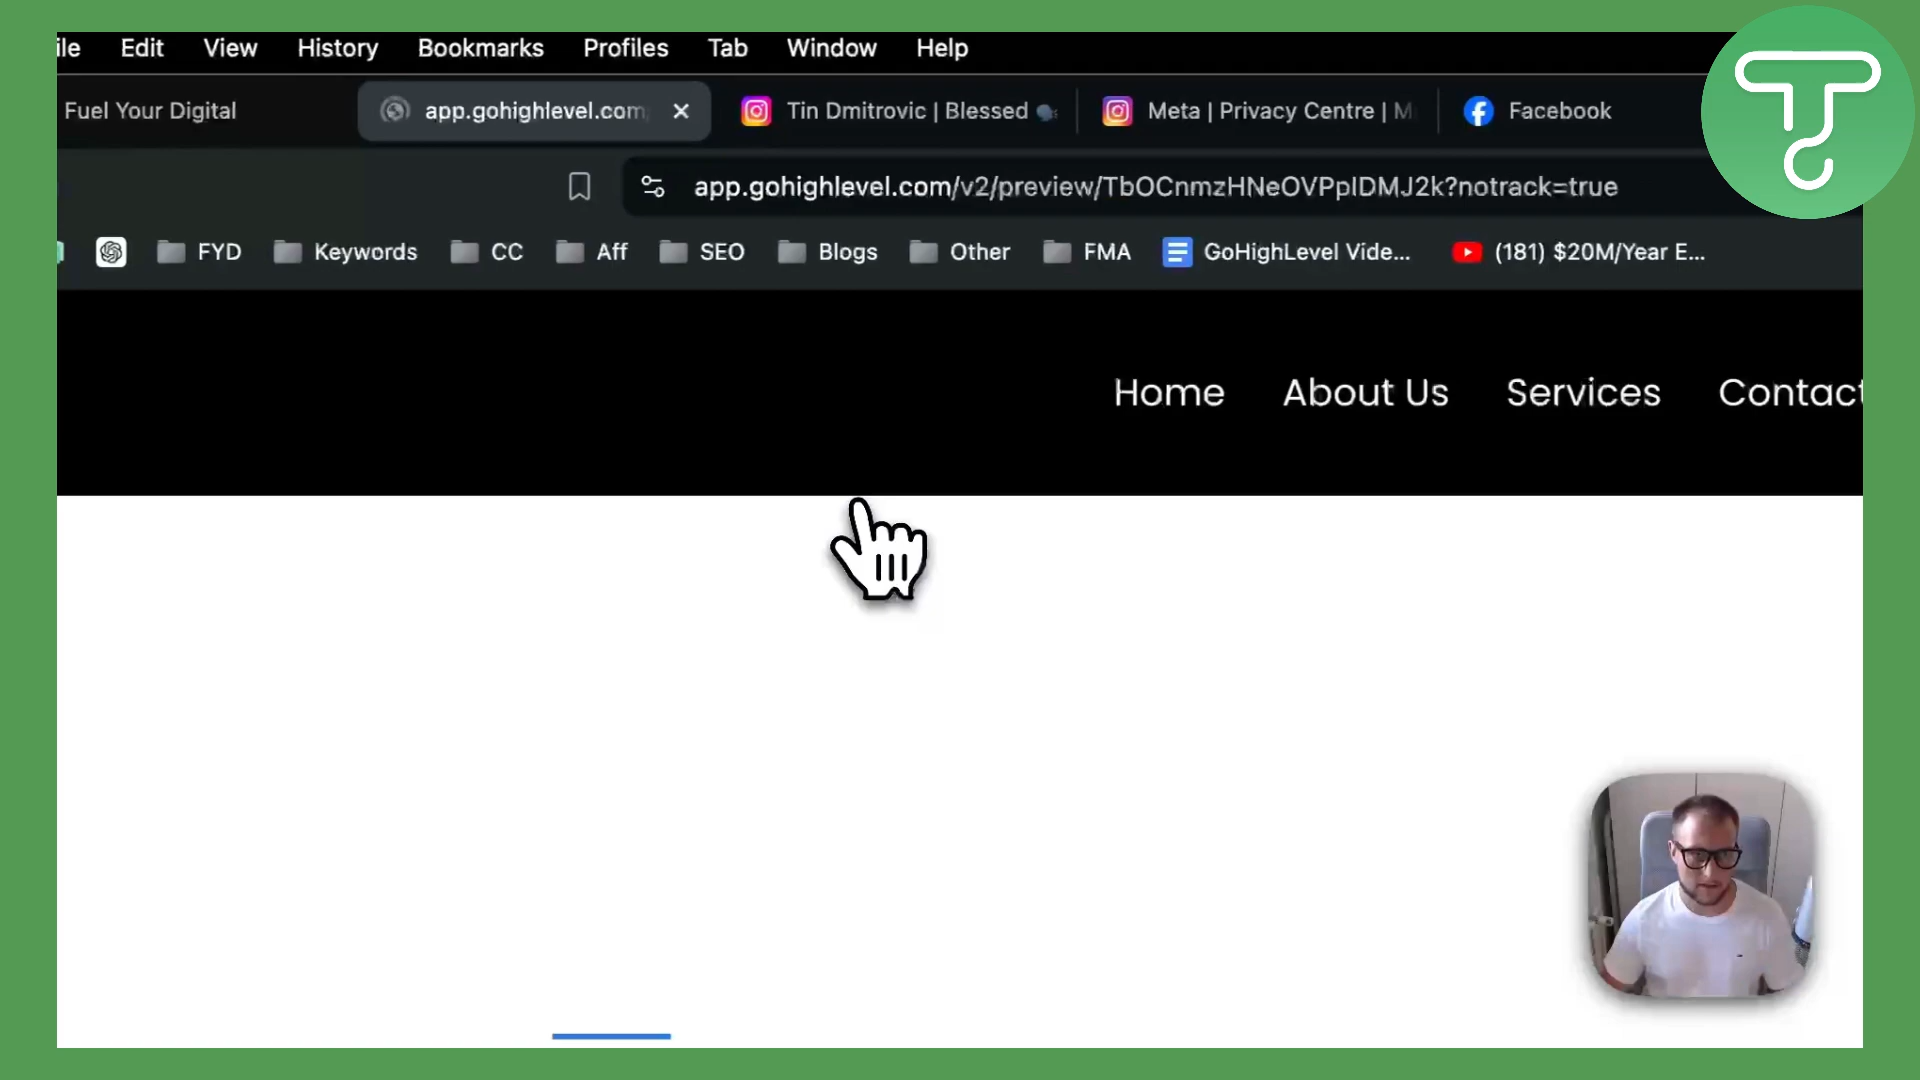 ile Edit View History Bookmarks Profiles Tab Window Help
Fuel Your Digital app.gohighlevel.com Tin Dmitrovic | Blessed Meta | Privacy Centre | M Facebook
app.gohighlevel.com/v2/preview/TbOCnmzHNeOVPpIDMJ2k?notrack=true
FYD Keywords CC Aff SEO Blogs Other FMA GoHighLevel Vide... (181) $20M/Year E...
Home About Us Services Contact